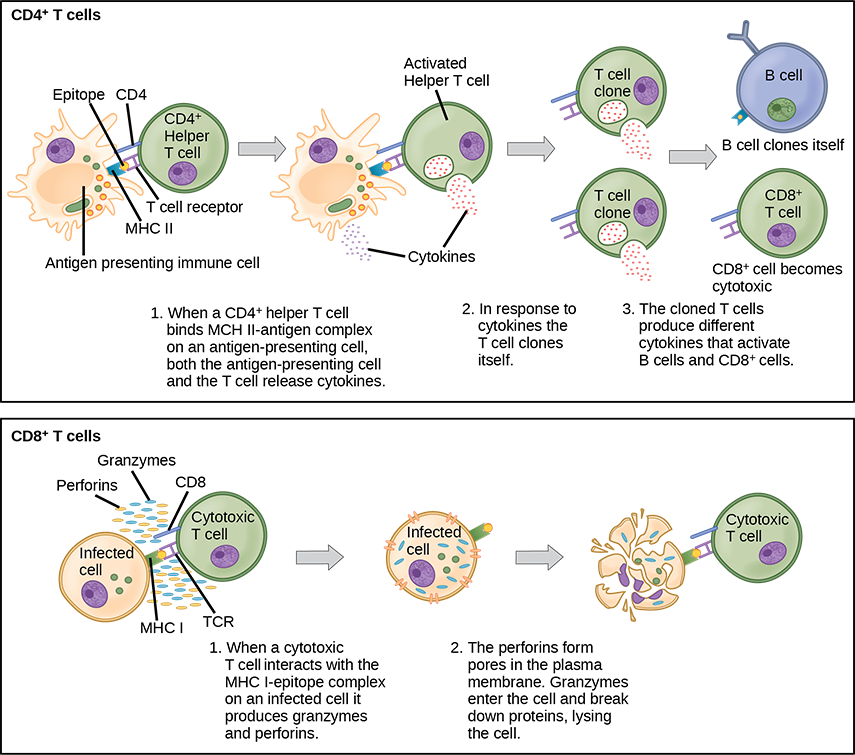 CD4⁺ T cells
Epitope
CD4
CD4⁺
Helper
T cell
T cell receptor
MHC II
Antigen presenting immune cell
Activated
Helper T cell
Cytokines
T cell
clone
T cell
clone
B cell
B cell clones itself
CD8⁺
T cell
CD8⁺ cell becomes
cytotoxic
1. When a CD4⁺ helper T cell
binds MCH II-antigen complex
on an antigen-presenting cell,
both the antigen-presenting cell
and the T cell release cytokines.
2. In response to
cytokines the
T cell clones
itself.
3. The cloned T cells
produce different
cytokines that activate
B cells and CD8⁺ cells.
CD8⁺ T cells
Granzymes
Perforins
CD8
Cytotoxic
T cell
Infected
cell
MHC I
TCR
Infected
cell
Cytotoxic
T cell
1. When a cytotoxic
T cell interacts with the
MHC I-epitope complex
on an infected cell it
produces granzymes
and perforins.
2. The perforins form
pores in the plasma
membrane. Granzymes
enter the cell and break
down proteins, lysing
the cell.